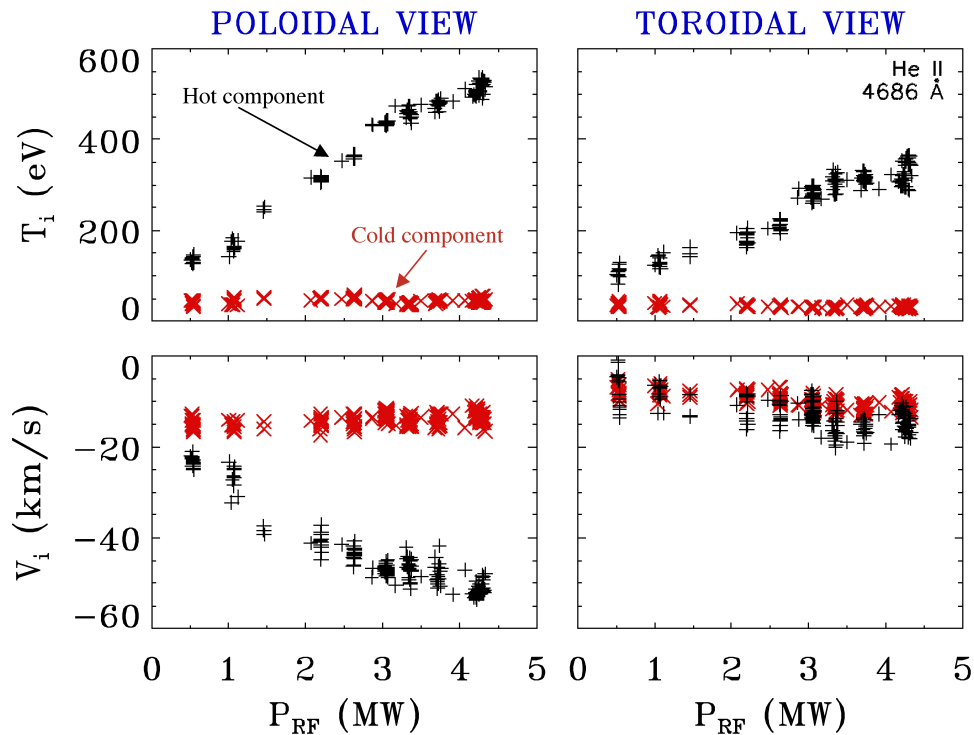 POLOIDAL VIEW
TOROIDAL VIEW
600
400
200
0
T_i (eV)
Hot component
Cold component
He II
4686 Å
0
−20
−40
−60
V_i (km/s)
0 1 2 3 4 5
0 1 2 3 4 5
P_RF (MW)
P_RF (MW)